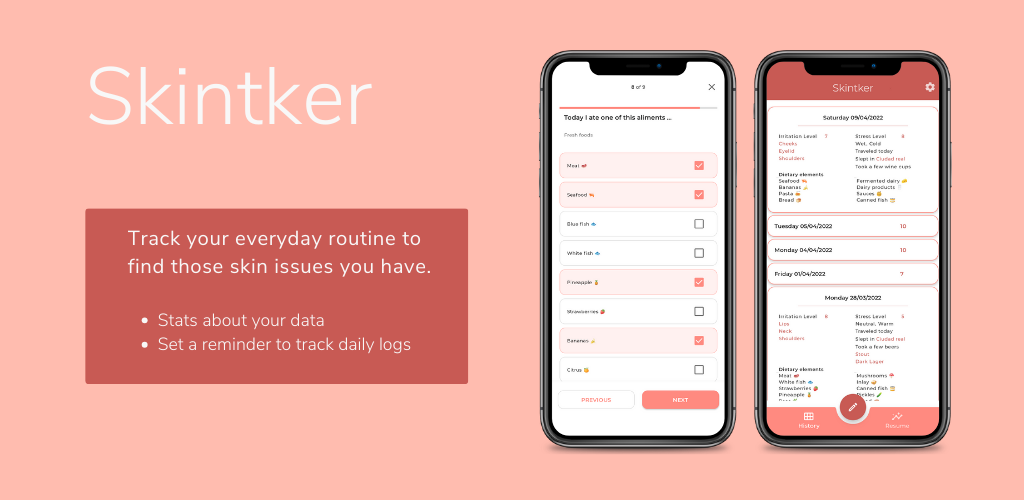 Skintker
Track your everyday routine to
find those skin issues you have.
Stats about your data
Set a reminder to track daily logs
8 of 9
Today I ate one of this aliments ...
Fresh foods
Meat
Seafood
Blue fish
White fish
Pineapple
Strawberries
Bananas
Citrus
PREVIOUS NEXT
Skintker
Saturday 09/04/2022
Irritation Level 7 Stress Level 8
Cheeks Wet, Cold
Eyelid Traveled today
Shoulders Slept in Ciudad real
Took a few wine cups
Dietary elements
Seafood Fermented dairy
Bananas Dairy products
Pasta Sauces
Bread Canned fish
Tuesday 05/04/2022 10
Monday 04/04/2022 10
Friday 01/04/2022 7
Monday 28/03/2022
Irritation Level 8 Stress Level 5
Lips Neutral, Warm
Neck Traveled today
Shoulders Slept in Ciudad real
Took a few beers
Stout
Dark Layer
Dietary elements
Meat Mushrooms
White fish Inlay
Strawberries Canned fish
Pineapple Pickles
History Resume